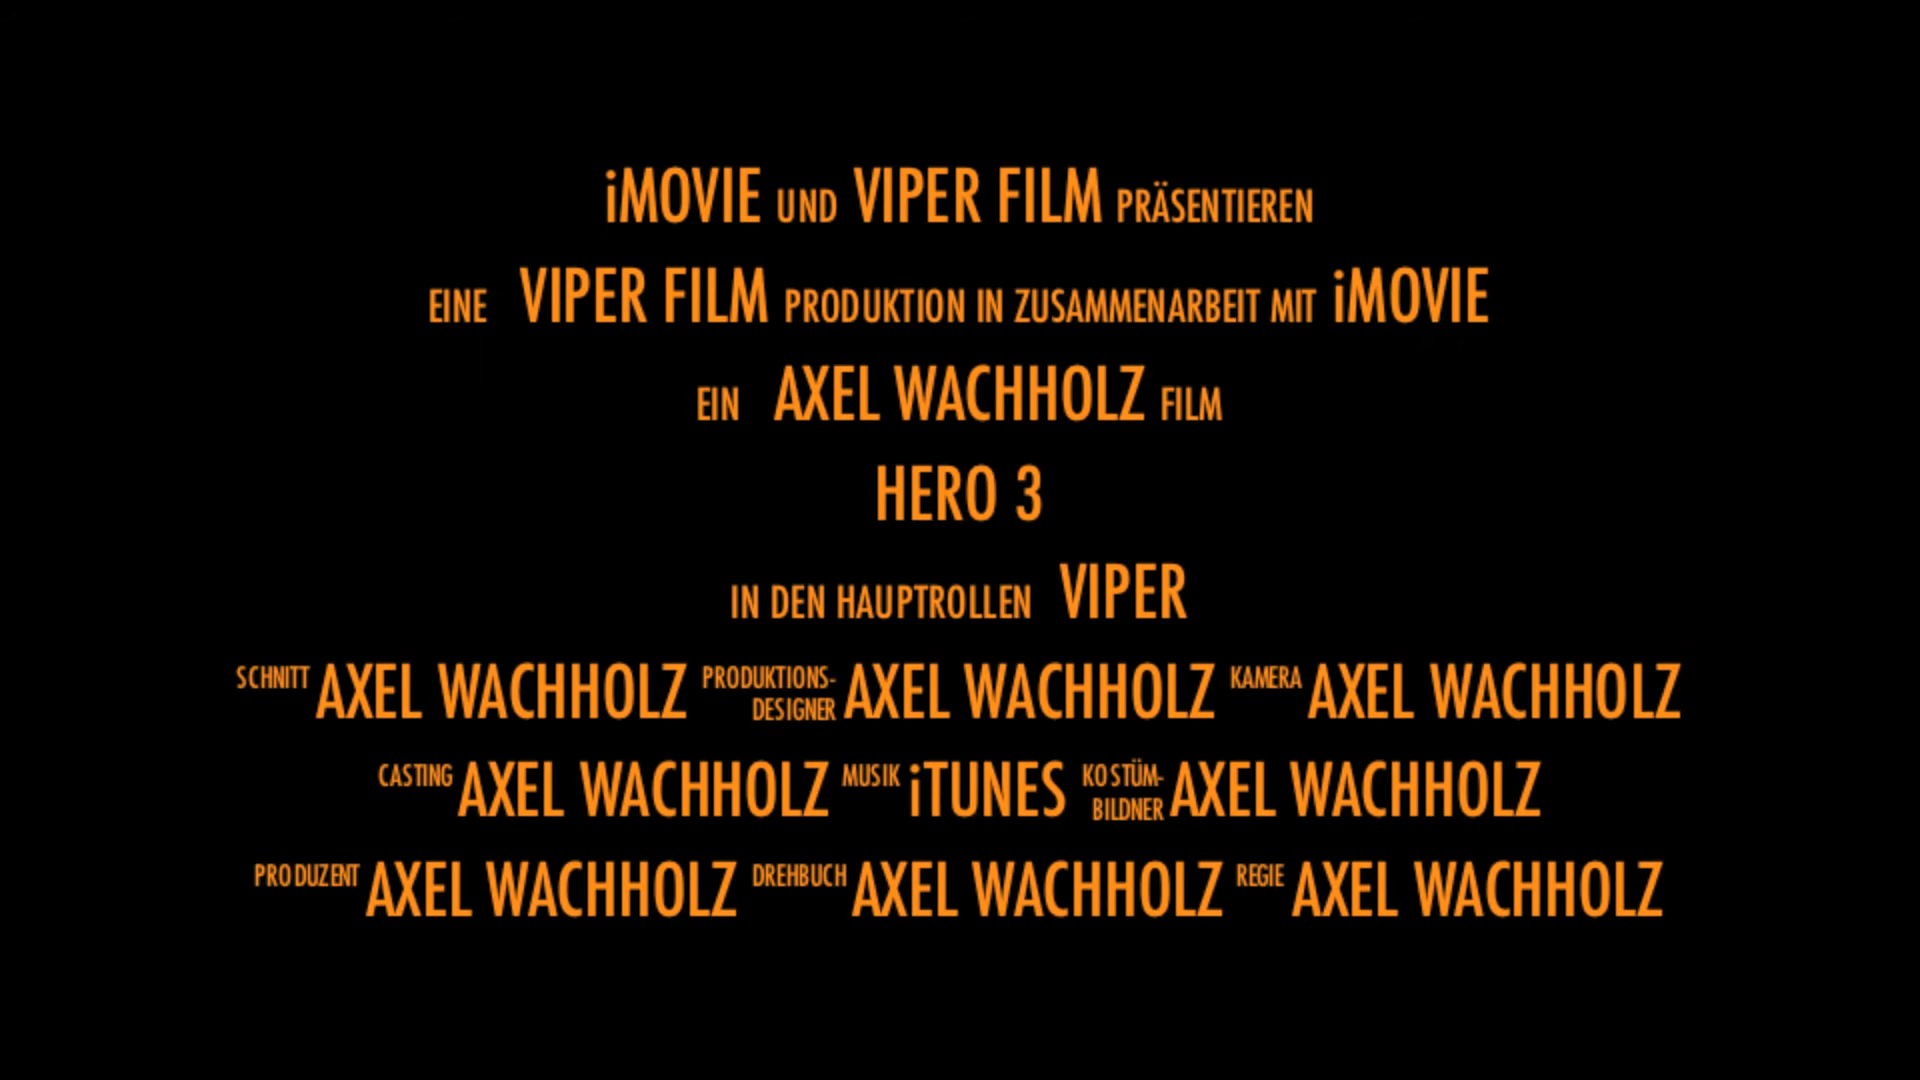 iMOVIE UND VIPER FILM PRÄSENTIEREN
EINE VIPER FILM PRODUKTION IN ZUSAMMENARBEIT MIT iMOVIE
EIN AXEL WACHHOLZ FILM
HERO 3
IN DEN HAUPTROLLEN VIPER
SCHNITT AXEL WACHHOLZ PRODUKTIONS-DESIGNER AXEL WACHHOLZ KAMERA AXEL WACHHOLZ
CASTING AXEL WACHHOLZ MUSIK iTUNES KOSTÜM-BILDNER AXEL WACHHOLZ
PRODUZENT AXEL WACHHOLZ DREHBUCH AXEL WACHHOLZ REGIE AXEL WACHHOLZ